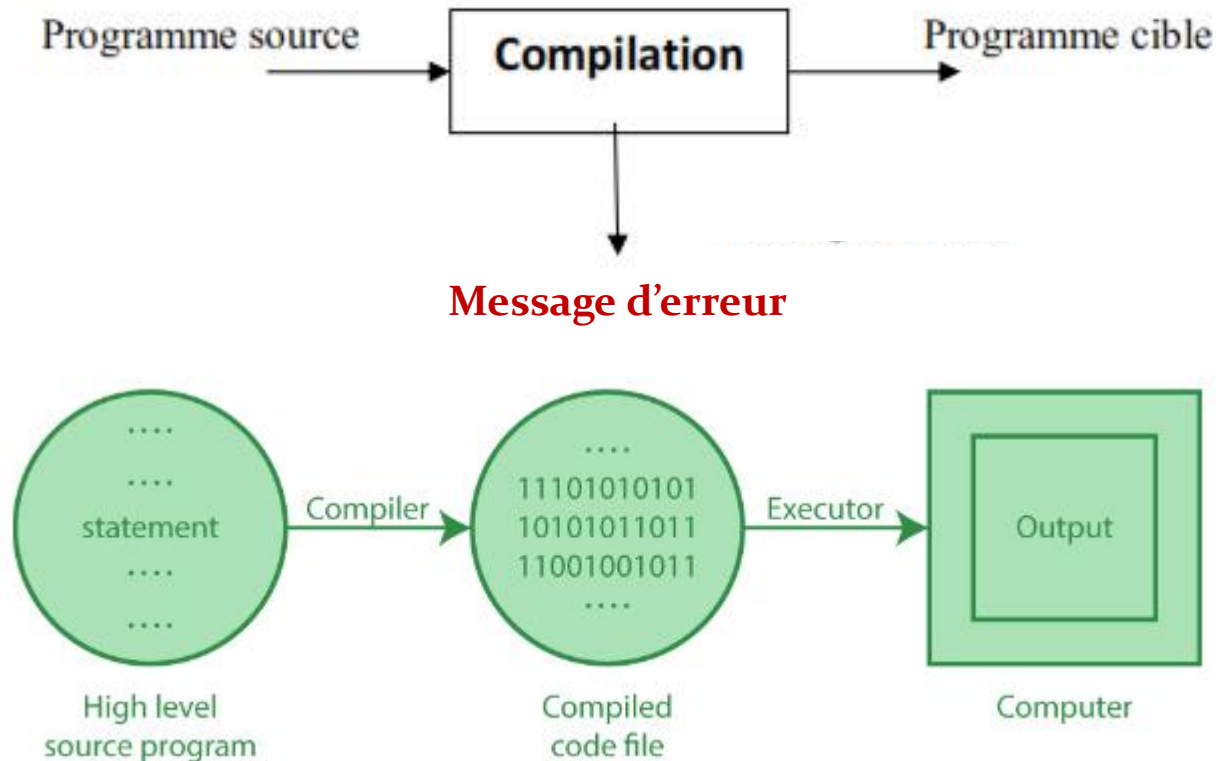 Programme source
Compilation
Programme cible
Message d’erreur
....
....
statement
....
....
Compiler
....
11101010101
10101011011
11001001011
....
Executor
Output
High level
source program
Compiled
code file
Computer